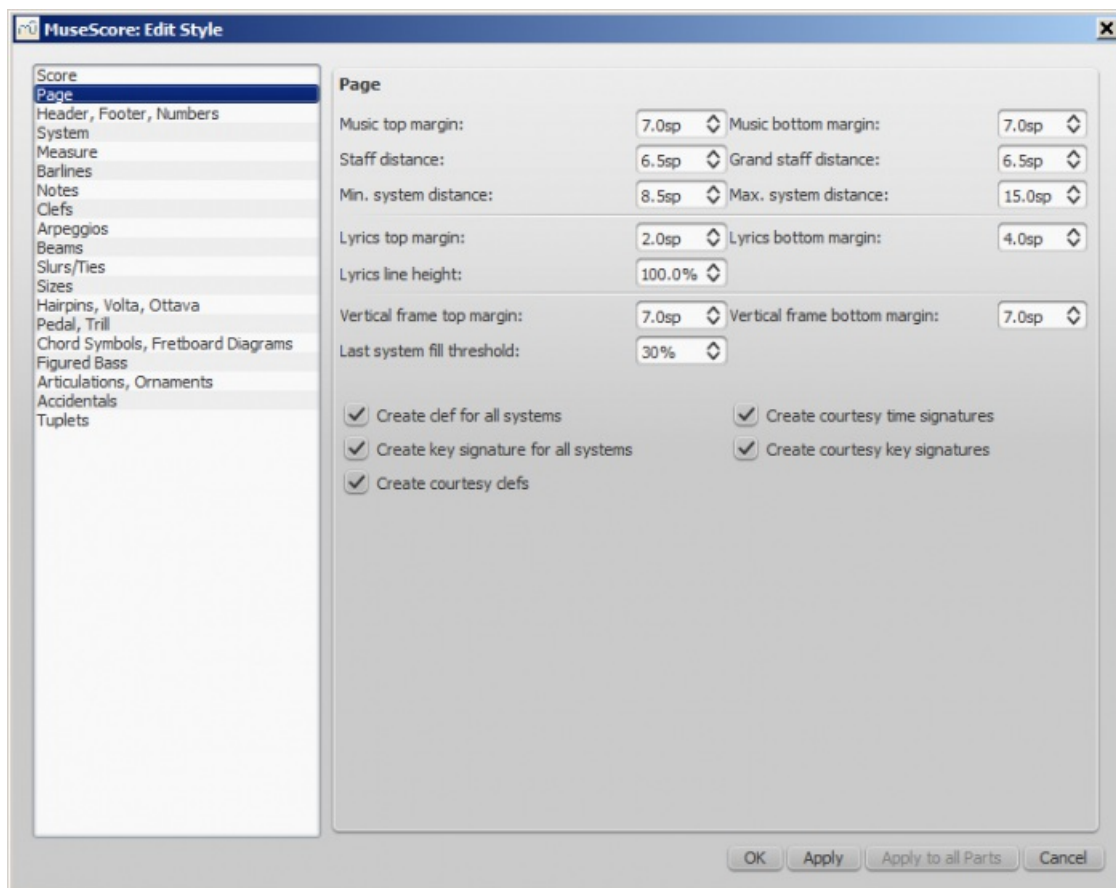 MuseScore: Edit Style
Score
Page
Header, Footer, Numbers
System
Measure
Barlines
Notes
Clefs
Arpeggios
Beams
Slurs/Ties
Sizes
Hairpins, Volta, Ottava
Pedal, Trill
Chord Symbols, Fretboard Diagrams
Figured Bass
Articulations, Ornaments
Accidentals
Tuplets
Page
Music top margin: 7.0sp Music bottom margin: 7.0sp
Staff distance: 6.5sp Grand staff distance: 6.5sp
Min. system distance: 8.5sp Max. system distance: 15.0sp
Lyrics top margin: 2.0sp Lyrics bottom margin: 4.0sp
Lyrics line height: 100.0%
Vertical frame top margin: 7.0sp Vertical frame bottom margin: 7.0sp
Last system fill threshold: 30%
Create clef for all systems Create courtesy time signatures
Create key signature for all systems Create courtesy key signatures
Create courtesy clefs
OK Apply Apply to all Parts Cancel